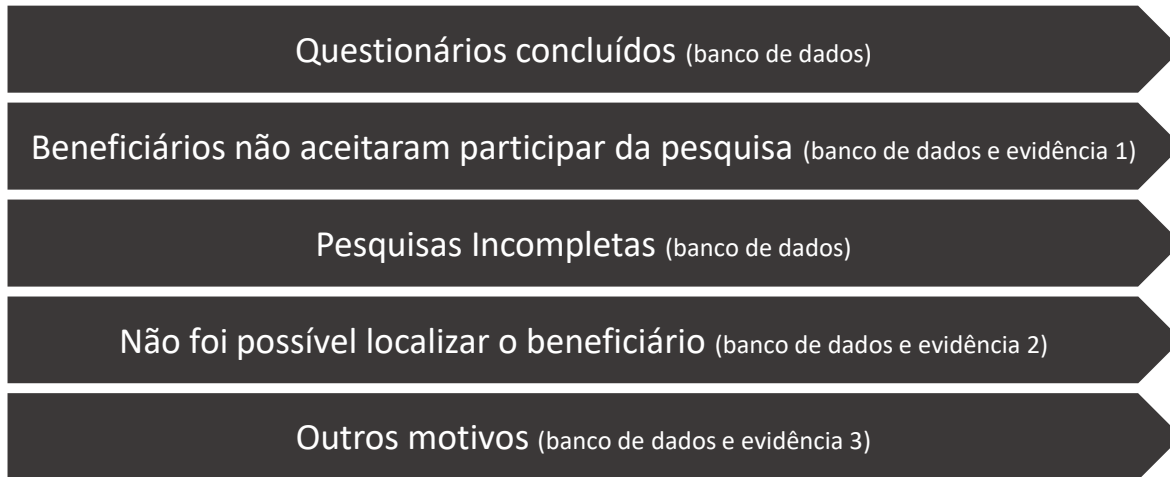 Questionários concluídos (banco de dados)
Beneficiários não aceitaram participar da pesquisa (banco de dados e evidência 1)
Pesquisas Incompletas (banco de dados)
Não foi possível localizar o beneficiário (banco de dados e evidência 2)
Outros motivos (banco de dados e evidência 3)